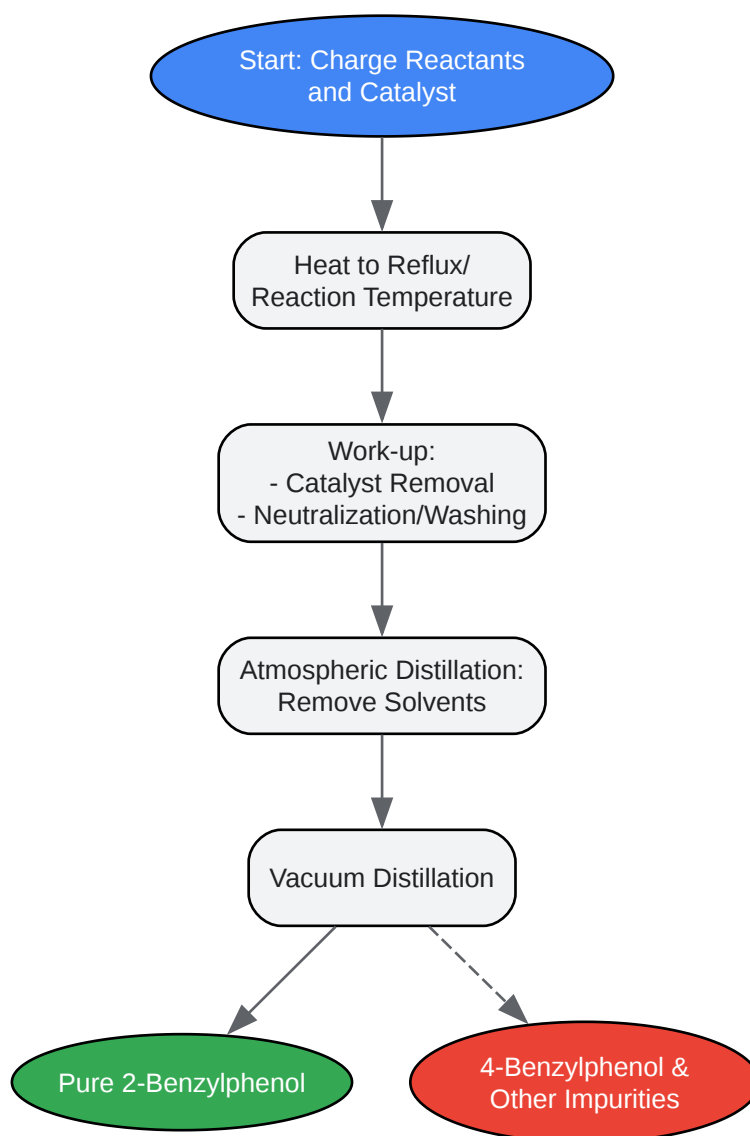 Start: Charge Reactants
and Catalyst
Heat to Reflux/
Reaction Temperature
Work-up:
- Catalyst Removal
- Neutralization/Washing
Atmospheric Distillation:
Remove Solvents
Vacuum Distillation
Pure 2-Benzylphenol
4-Benzylphenol &
Other Impurities